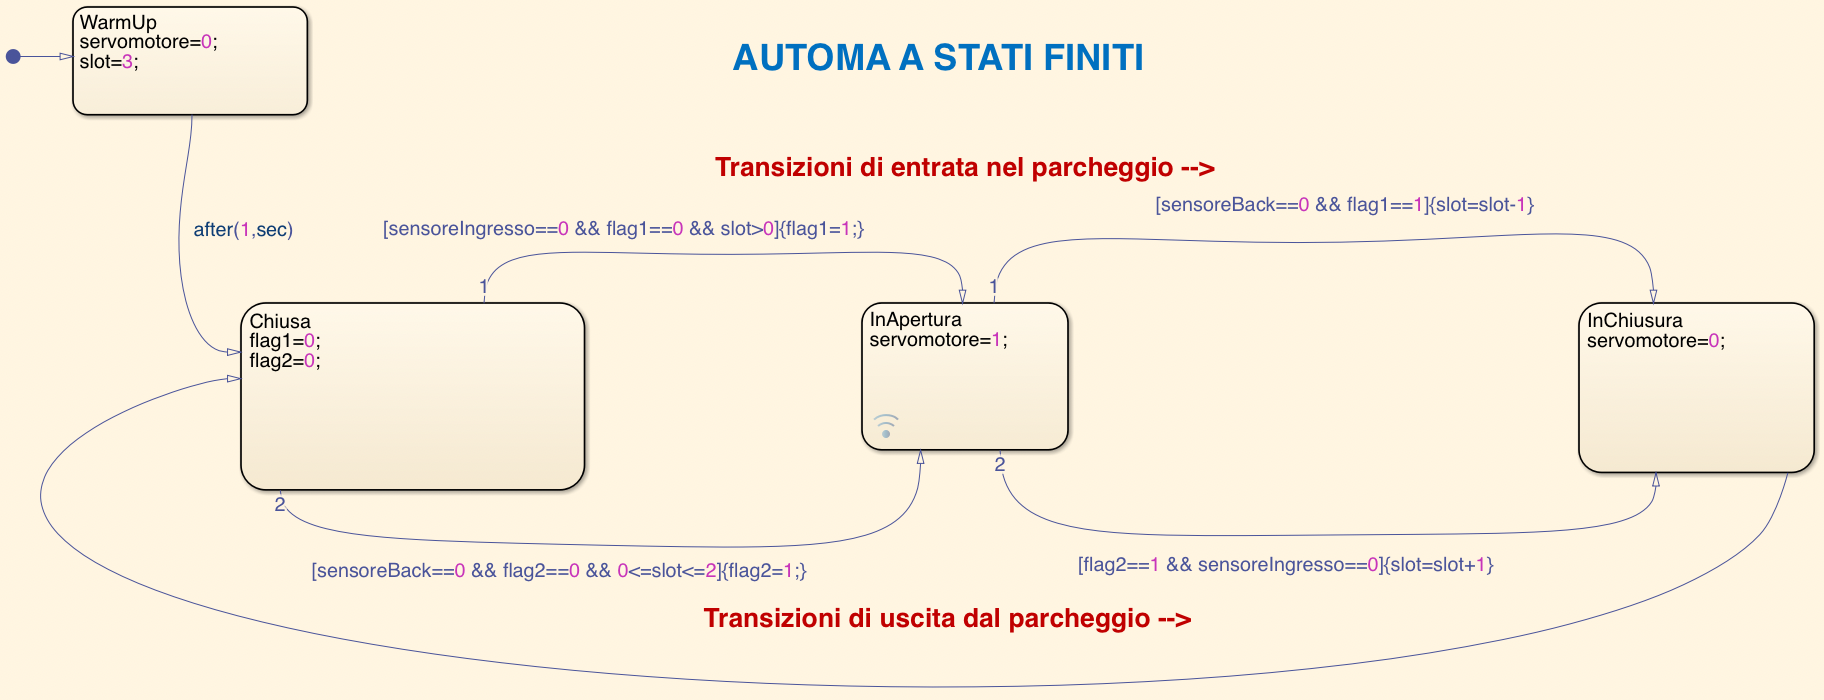 WarmUp
servomotore=0;
slot=3;
AUTOMA A STATI FINITI
Transizioni di entrata nel parcheggio -->
[sensoreBack==0 && flag1==1]{slot=slot-1}
after(1,sec)
[sensoreIngresso==0 && flag1==0 && slot>0]{flag1=1;}
1
1
Chiusa
flag1=0;
flag2=0;
InApertura
servomotore=1;
InChiusura
servomotore=0;
2
2
[sensoreBack==0 && flag2==0 && 0<=slot<=2]{flag2=1;}
[flag2==1 && sensoreIngresso==0]{slot=slot+1}
Transizioni di uscita dal parcheggio -->